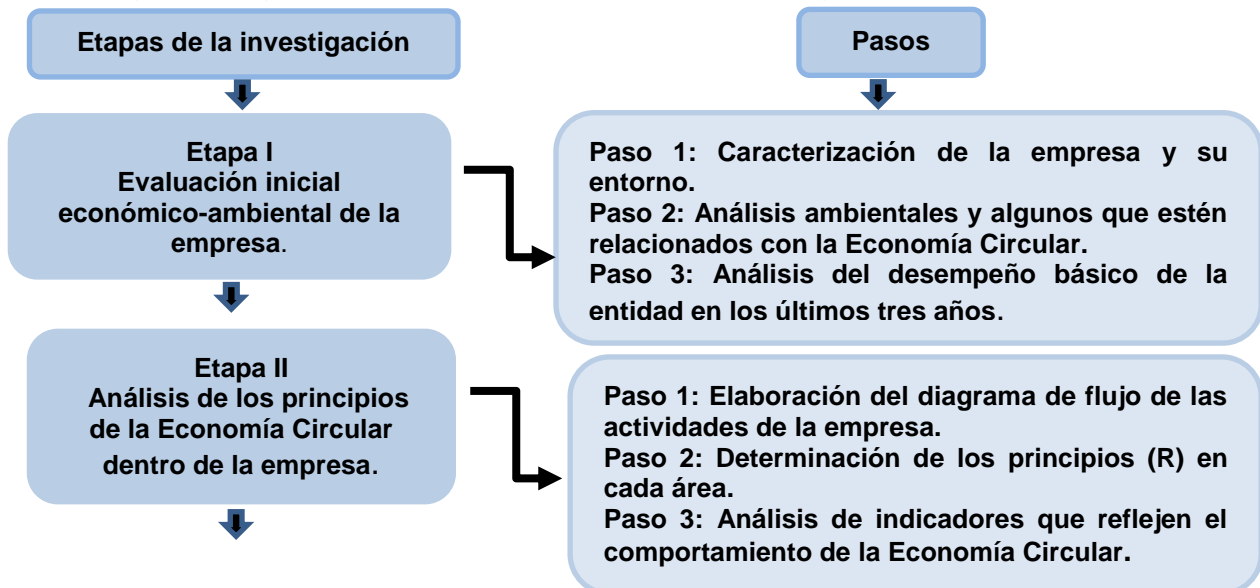 Etapas de la investigación
Pasos
Etapa I
Evaluación inicial
económico-ambiental de la
empresa.
Paso 1: Caracterización de la empresa y su
entorno.
Paso 2: Análisis ambientales y algunos que estén
relacionados con la Economía Circular.
Paso 3: Análisis del desempeño básico de la
entidad en los últimos tres años.
Etapa II
Análisis de los principios
de la Economía Circular
dentro de la empresa.
Paso 1: Elaboración del diagrama de flujo de las
actividades de la empresa.
Paso 2: Determinación de los principios (R) en
cada área.
Paso 3: Análisis de indicadores que reflejen el
comportamiento de la Economía Circular.